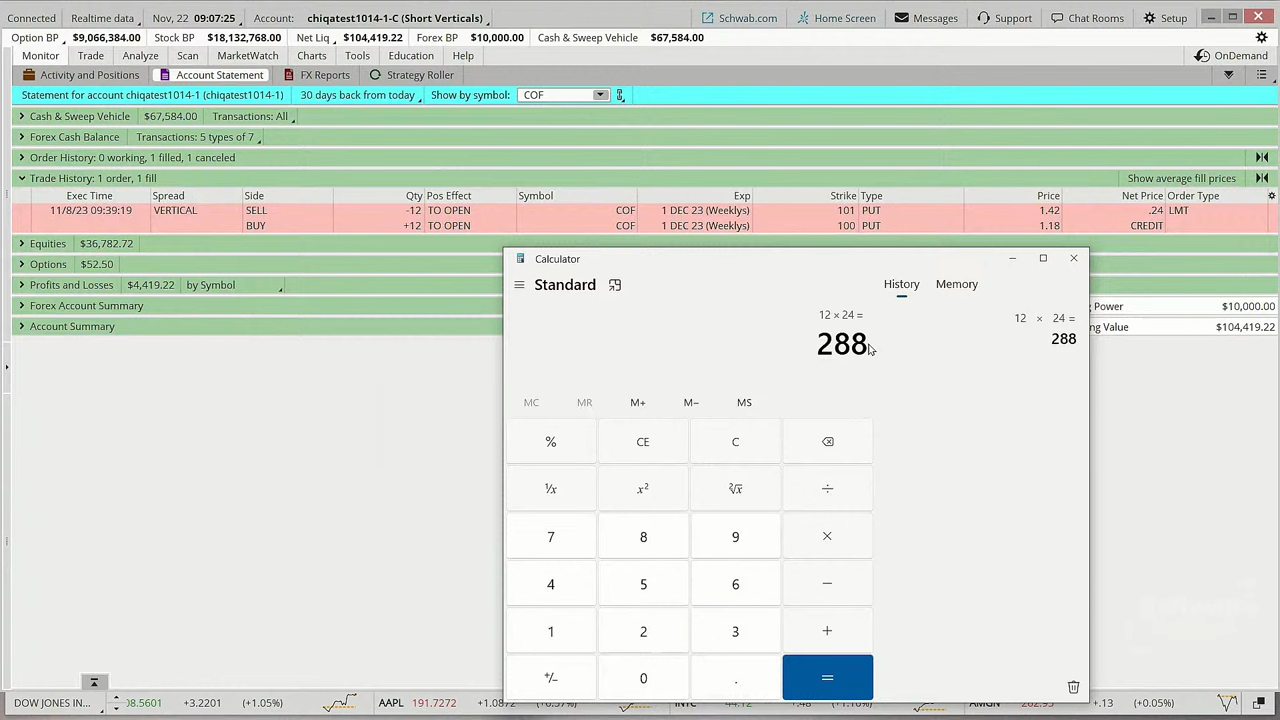 Connected Realtime data Nov, 22 09:07:25 Account: chiqatest1014-1-C (Short Verticals) Schwab.com Home Screen Messages Support Chat Rooms Setup
Option BP $9,066,384.00 Stock BP $18,132,768.00 Net Liq $104,419.22 Forex BP $10,000.00 Cash & Sweep Vehicle $67,584.00
Monitor Trade Analyze Scan MarketWatch Charts Tools Education Help OnDemand
Activity and Positions Account Statement FX Reports Strategy Roller
Statement for account chiqatest1014-1 (chiqatest1014-1) 30 days back from today Show by symbol: COF
Cash & Sweep Vehicle $67,584.00 Transactions: All
Forex Cash Balance Transactions: 5 types of 7
Order History: 0 working, 1 filled, 1 canceled
Trade History: 1 order, 1 fill Show average fill prices
Exec Time Spread Side Qty Pos Effect Symbol Exp Strike Type Price Net Price Order Type
11/8/23 09:39:19 VERTICAL SELL -12 TO OPEN COF 1 DEC 23 (Weeklys) 101 PUT 1.42 .24 LMT
BUY +12 TO OPEN COF 1 DEC 23 (Weeklys) 100 PUT 1.18 CREDIT
Equities $36,782.72
Options $52.50
Profits and Losses $4,419.22 by Symbol
Forex Account Summary Power $10,000.00
Account Summary Value $104,419.22
Calculator
Standard History Memory
12 × 24 =
288
12 × 24 =
288
MC MR M+ M− MS
% CE C
1/x x² ²√x ÷
7 8 9 ×
4 5 6 −
1 2 3 +
+/− 0 . =
DOW JONES IN... +3.2201 (+1.05%) AAPL 191.7272 (+0.05%)